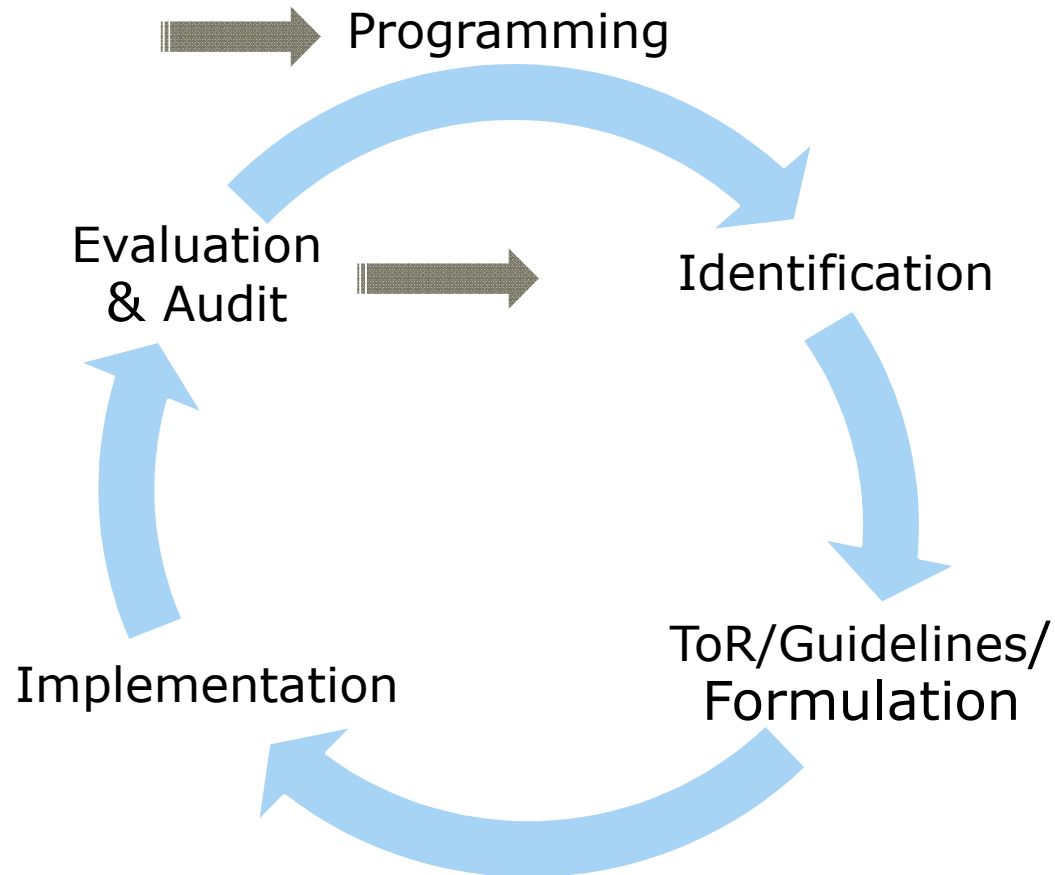 Programming
Evaluation
& Audit
Identification
ToR/Guidelines/
Formulation
Implementation